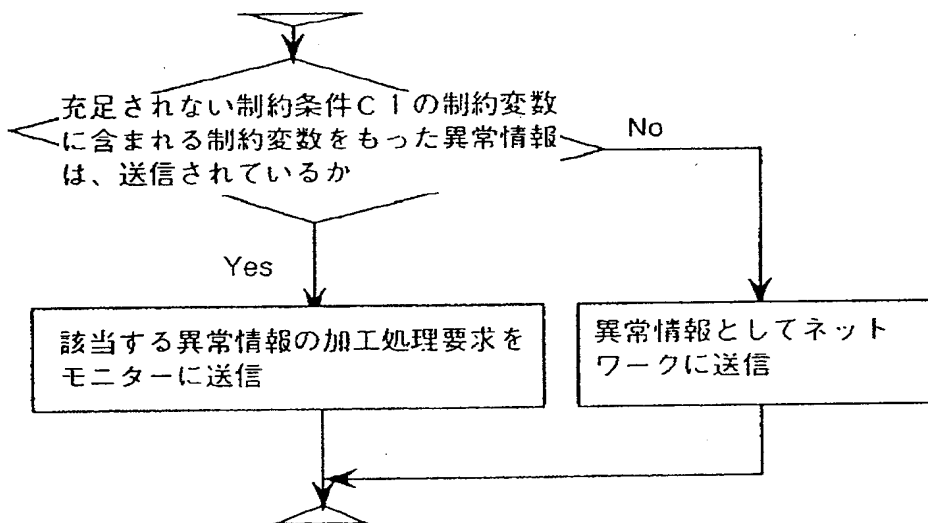 充足されない制約条件C1の制約変数
に含まれる制約変数をもった異常情報
は、送信されているか
No
Yes
該当する異常情報の加工処理要求を
モニターに送信
異常情報としてネット
ワークに送信